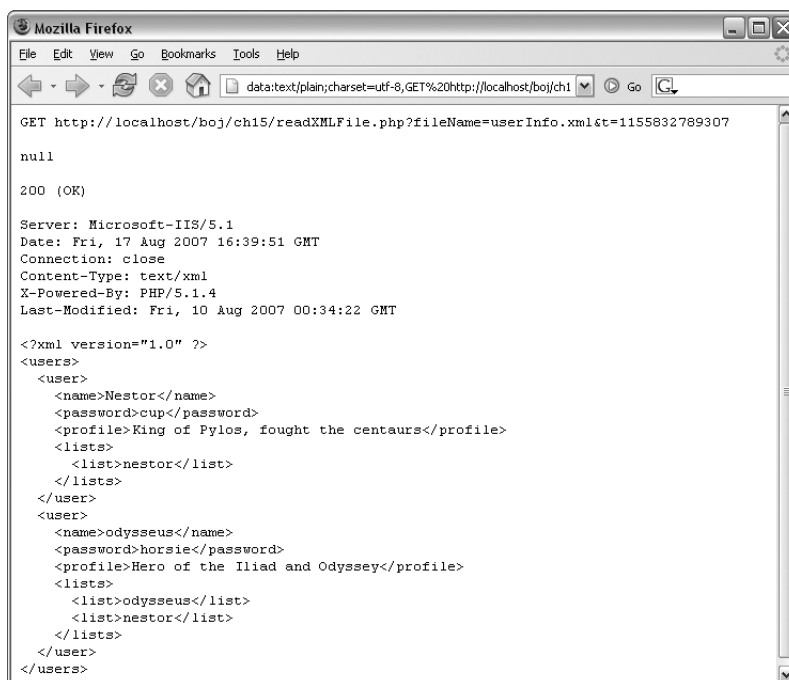 Mozilla Firefox
File Edit View Go Bookmarks Tools Help
data:text/plain;charset=utf-8,GET%20http://localhost/boj/ch1 Go G
GET http://localhost/boj/ch15/readXMLFile.php?fileName=userInfo.xml&t=1155832789307
null
200 (OK)
Server: Microsoft-IIS/5.1
Date: Fri, 17 Aug 2007 16:39:51 GMT
Connection: close
Content-Type: text/xml
X-Powered-By: PHP/5.1.4
Last-Modified: Fri, 10 Aug 2007 00:34:22 GMT
<?xml version="1.0" ?>
<users>
  <user>
    <name>Nestor</name>
    <password>cup</password>
    <profile>King of Pylos, fought the centaurs</profile>
    <lists>
      <list>nestor</list>
    </lists>
  </user>
  <user>
    <name>odysseus</name>
    <password>horsie</password>
    <profile>Hero of the Iliad and Odyssey</profile>
    <lists>
      <list>odysseus</list>
      <list>nestor</list>
    </lists>
  </user>
</users>